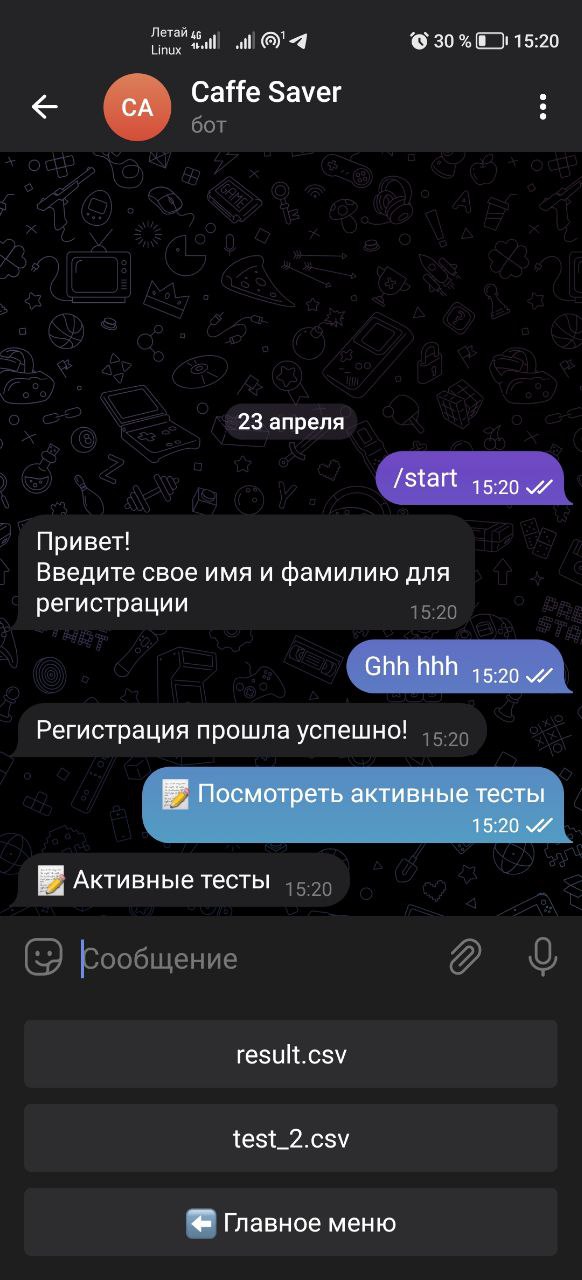 Летай
Linux
4G
1
30 %
15:20
CA
Caffe Saver
бот
23 апреля
/start 15:20
Привет!
Введите свое имя и фамилию для
регистрации 15:20
Ghh hhh 15:20
Регистрация прошла успешно! 15:20
📝 Посмотреть активные тесты
15:20
📝 Активные тесты 15:20
Сообщение
result.csv
test_2.csv
⬅️ Главное меню